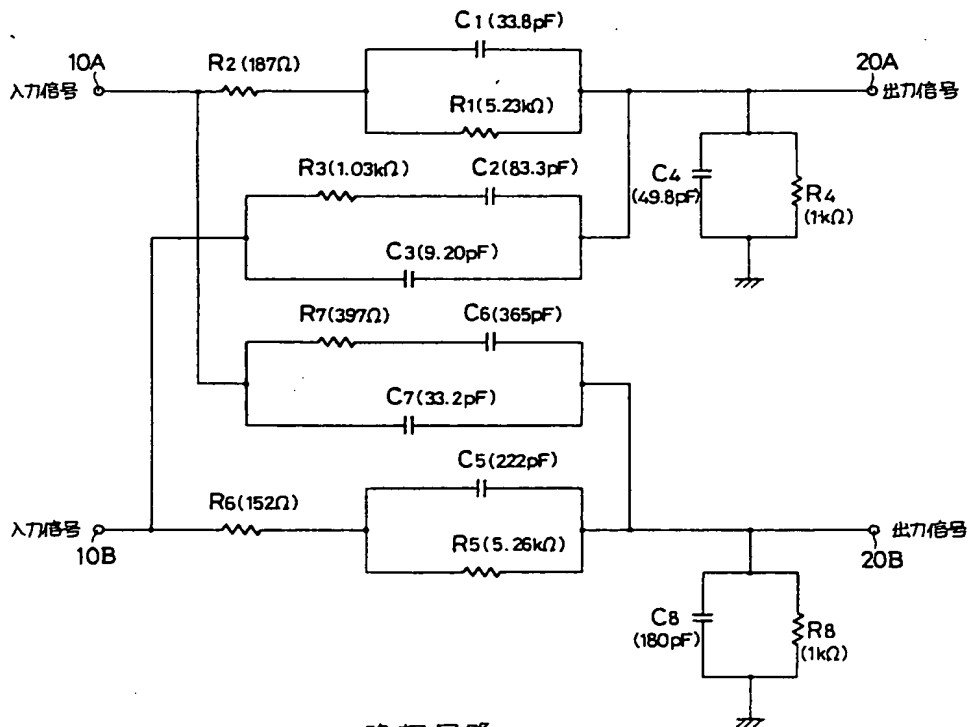 C1(33.8pF)
10A
R2(187Ω)
20A
入力信号
出力信号
R1(5.23kΩ)
R3(1.03kΩ)
C2(83.3pF)
C4
(49.8pF)
R4
(1kΩ)
C3(9.20pF)
R7(397Ω)
C6(365pF)
C7(33.2pF)
C5(222pF)
R6(152Ω)
入力信号
出力信号
10B
R5(5.26kΩ)
20B
C8
(180pF)
R8
(1kΩ)